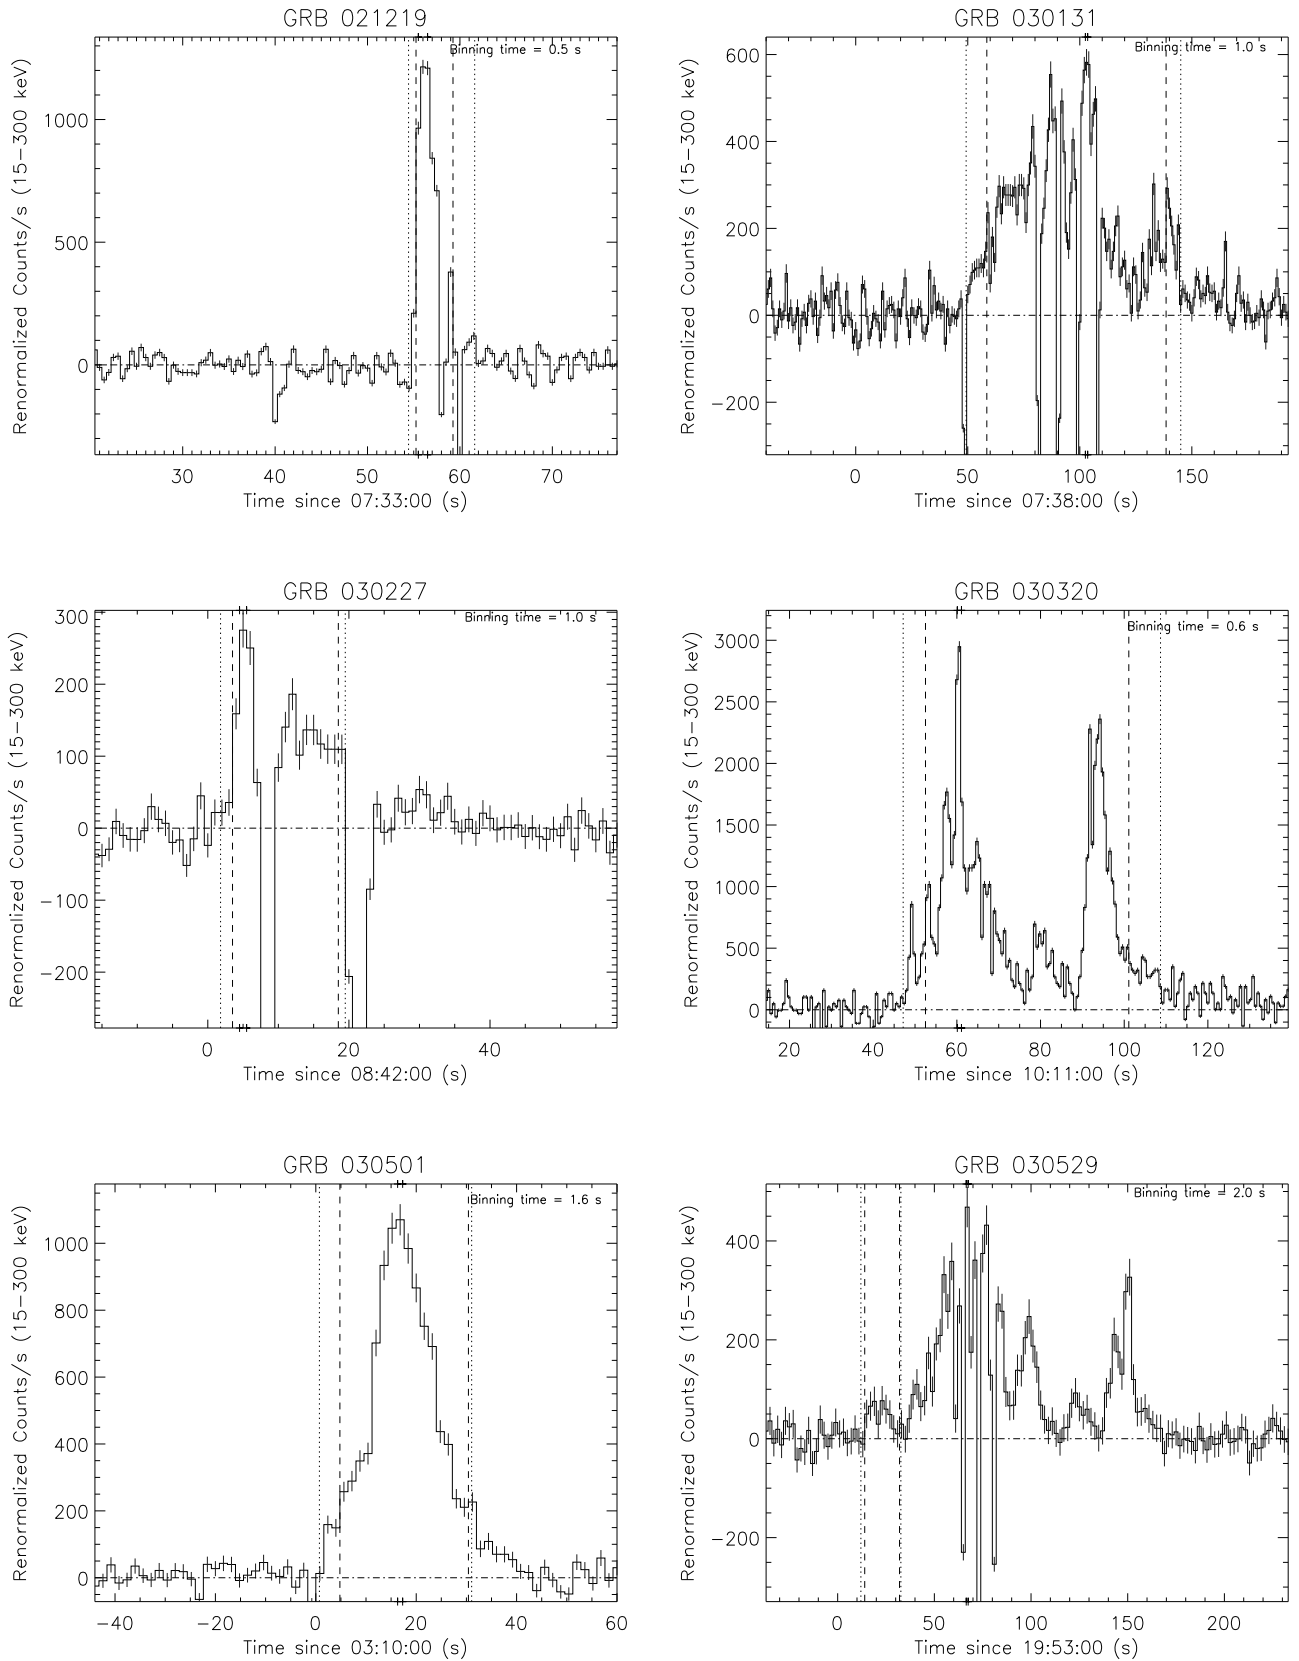 GRB 021219
Binning time = 0.5 s
Renormalized Counts/s (15-300 keV)
1000
500
0
30 40 50 60 70
Time since 07:33:00 (s)
GRB 030131
Binning time = 1.0 s
Renormalized Counts/s (15-300 keV)
600
400
200
0
-200
0 50 100 150
Time since 07:38:00 (s)
GRB 030227
Binning time = 1.0 s
Renormalized Counts/s (15-300 keV)
300
200
100
0
-100
-200
0 20 40
Time since 08:42:00 (s)
GRB 030320
Binning time = 0.6 s
Renormalized Counts/s (15-300 keV)
3000
2500
2000
1500
1000
500
0
20 40 60 80 100 120
Time since 10:11:00 (s)
GRB 030501
Binning time = 1.6 s
Renormalized Counts/s (15-300 keV)
1000
800
600
400
200
0
-40 -20 0 20 40 60
Time since 03:10:00 (s)
GRB 030529
Binning time = 2.0 s
Renormalized Counts/s (15-300 keV)
400
200
0
-200
0 50 100 150 200
Time since 19:53:00 (s)